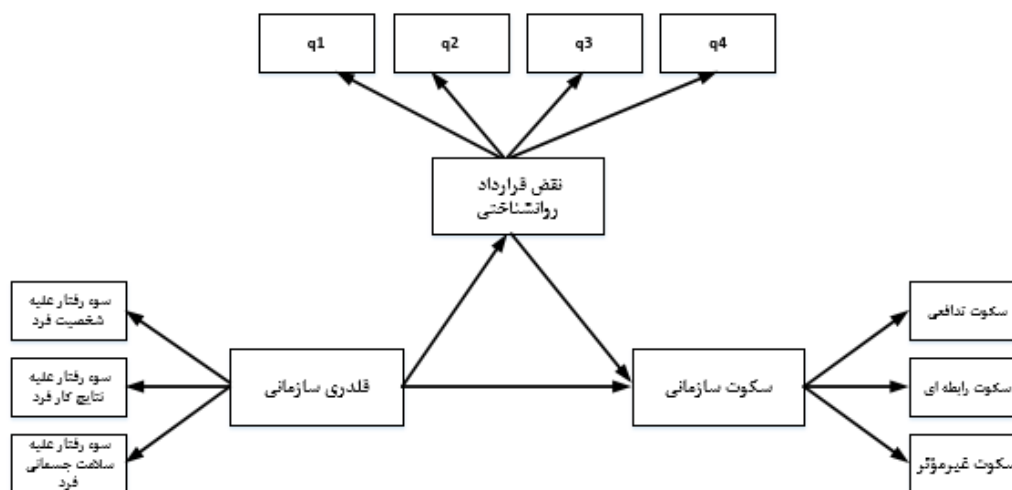 q1
q2
q3
q4
نقض قرارداد
روانشناختی
سوء رفتار علیه
شخصیت فرد
سوء رفتار علیه
نتایج کار فرد
سوء رفتار علیه
سلامت جسمانی
فرد
قلدری سازمانی
سکوت سازمانی
سکوت تدافعی
سکوت رابطه ای
سکوت غیرمؤثر